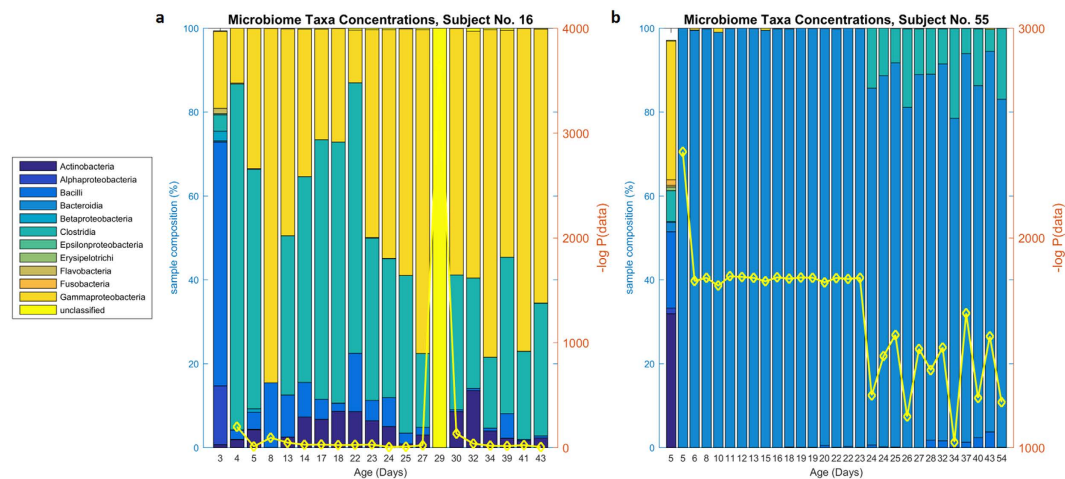 a
Microbiome Taxa Concentrations, Subject No. 16
b
Microbiome Taxa Concentrations, Subject No. 55
Actinobacteria
Alphaproteobacteria
Bacilli
Bacteroidia
Betaproteobacteria
Clostridia
Epsilonproteobacteria
Erysipelotrichi
Flavobacteria
Fusobacteria
Gammaproteobacteria
unclassified
100
80
60
40
20
0
sample composition (%)
4000
3000
2000
1000
0
-log P(data)
3 4 5 8 13 14 17 18 22 23 24 25 27 29 30 32 34 39 41 43
Age (Days)
100
80
60
40
20
0
sample composition (%)
3000
2000
1000
-log P(data)
5 5 6 8 10 11 12 13 15 16 18 19 19 20 22 22 23 24 24 25 26 27 28 32 34 37 40 43 54
Age (Days)